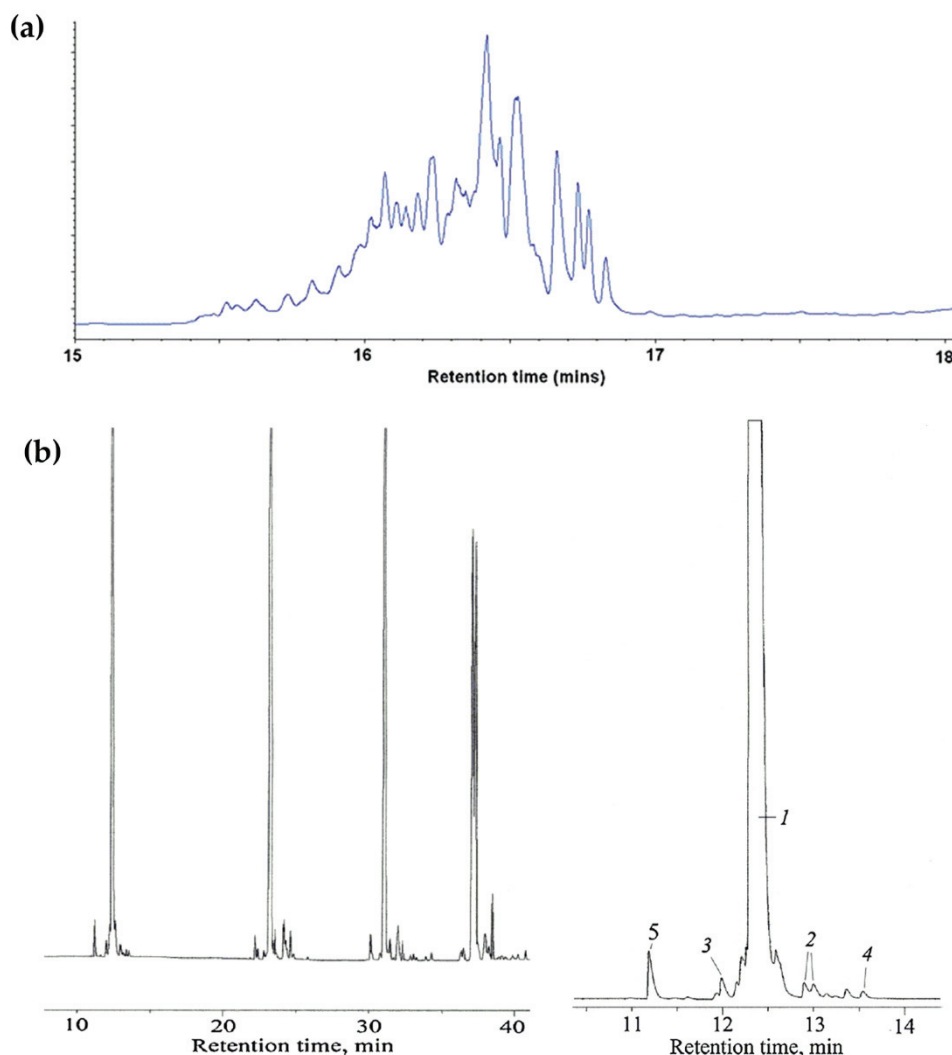 (a)
15 16 17 18
Retention time (mins)
(b)
1
5 3 2 4
10 20 30 40
11 12 13 14
Retention time, min
Retention time, min